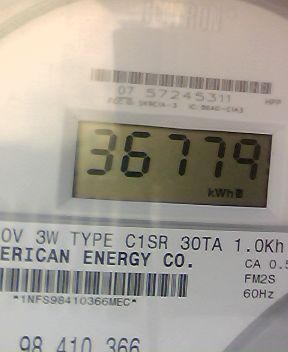 07 57245311 HPP
36779
kWh
0V 3W TYPE C1SR 30TA 1.0Kh
ERICAN ENERGY CO. CA 0.5
FM2S
*1NFS98410366MEC* 60Hz
98 410 366